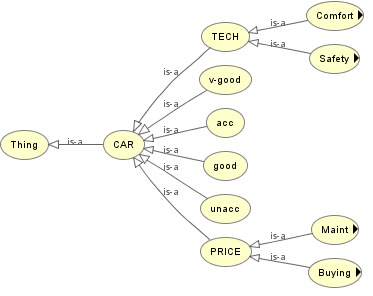 Comfort
is-a
TECH
is-a
Safety
is-a
v-good
is-a
acc
is-a
Thing
is-a
CAR
is-a
good
is-a
unacc
is-a
PRICE
is-a
Maint
is-a
Buying